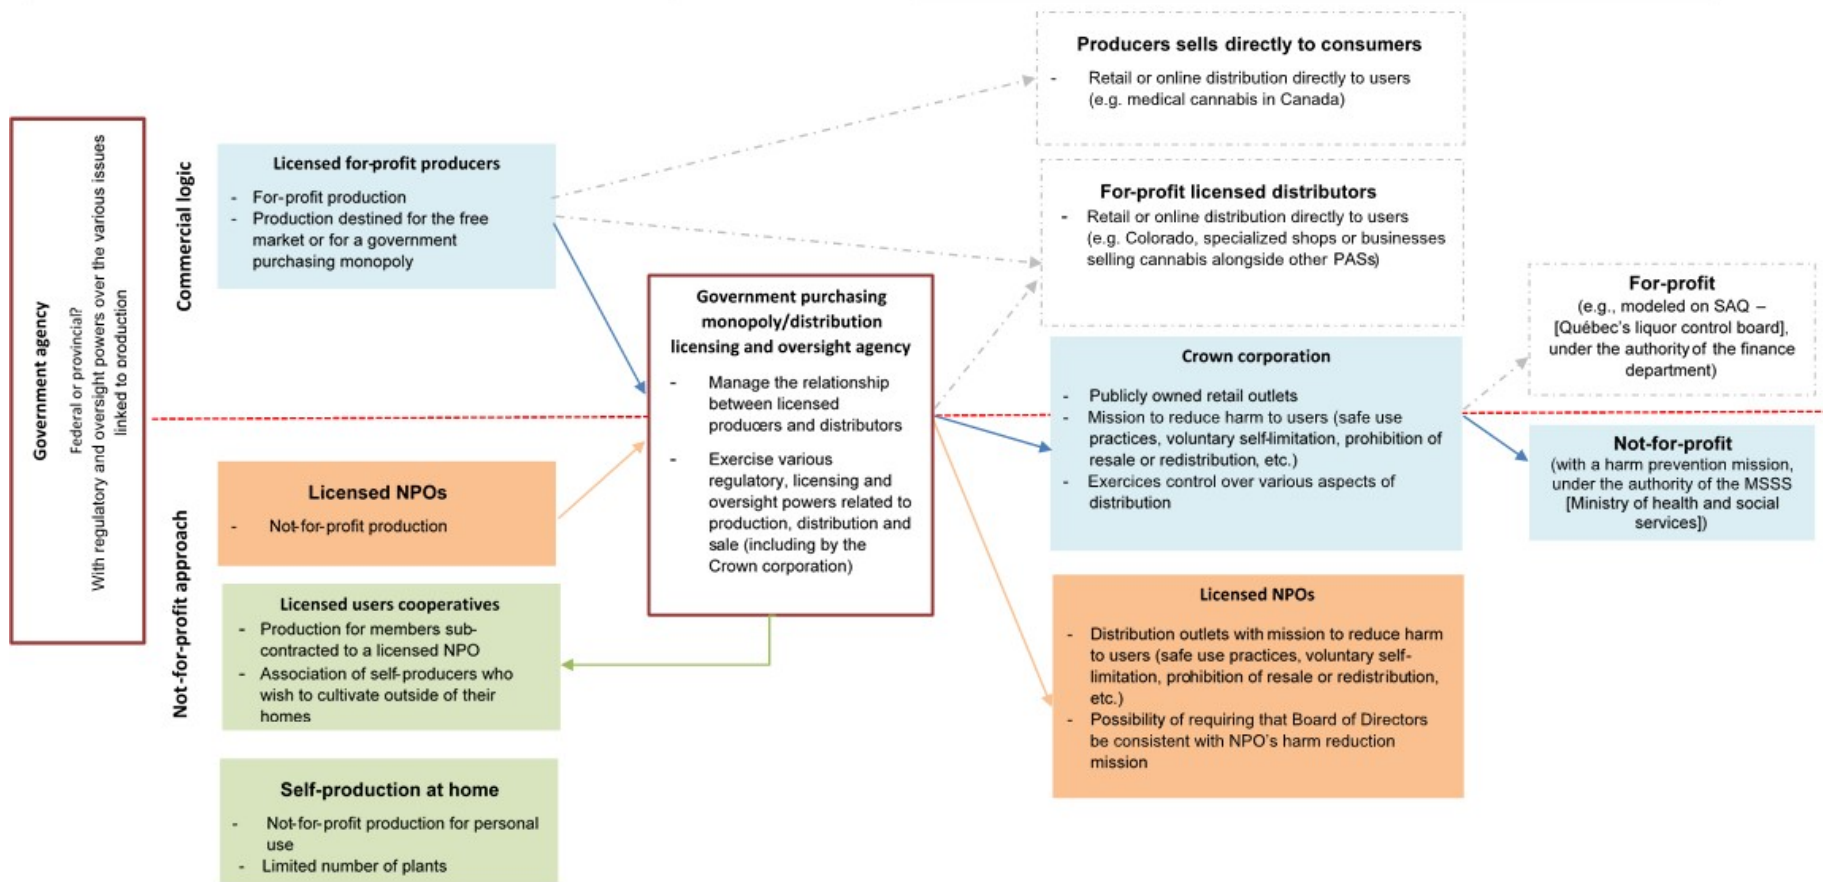 Government agency
Federal or provincial?
With regulatory and oversight powers over the various issues
linked to production
Commercial logic
Not-for-profit approach
Licensed for-profit producers
- For-profit production
- Production destined for the free
market or for a government
purchasing monopoly
Licensed NPOs
- Not-for-profit production
Licensed users cooperatives
- Production for members sub-
contracted to a licensed NPO
- Association of self-producers who
wish to cultivate outside of their
homes
Self-production at home
- Not-for-profit production for personal
use
- Limited number of plants
Government purchasing
monopoly/distribution
licensing and oversight agency
- Manage the relationship
between licensed
producers and distributors
- Exercise various
regulatory, licensing and
oversight powers related to
production, distribution and
sale (including by the
Crown corporation)
Producers sells directly to consumers
- Retail or online distribution directly to users
(e.g. medical cannabis in Canada)
For-profit licensed distributors
- Retail or online distribution directly to users
(e.g. Colorado, specialized shops or businesses
selling cannabis alongside other PASs)
Crown corporation
- Publicly owned retail outlets
- Mission to reduce harm to users (safe use
practices, voluntary self-limitation, prohibition of
resale or redistribution, etc.)
- Exercices control over various aspects of
distribution
Licensed NPOs
- Distribution outlets with mission to reduce harm
to users (safe use practices, voluntary self-
limitation, prohibition of resale or redistribution,
etc.)
- Possibility of requiring that Board of Directors
be consistent with NPO's harm reduction
mission
For-profit
(e.g., modeled on SAQ –
[Québec's liquor control board],
under the authority of the finance
department)
Not-for-profit
(with a harm prevention mission,
under the authority of the MSSS
[Ministry of health and social
services])